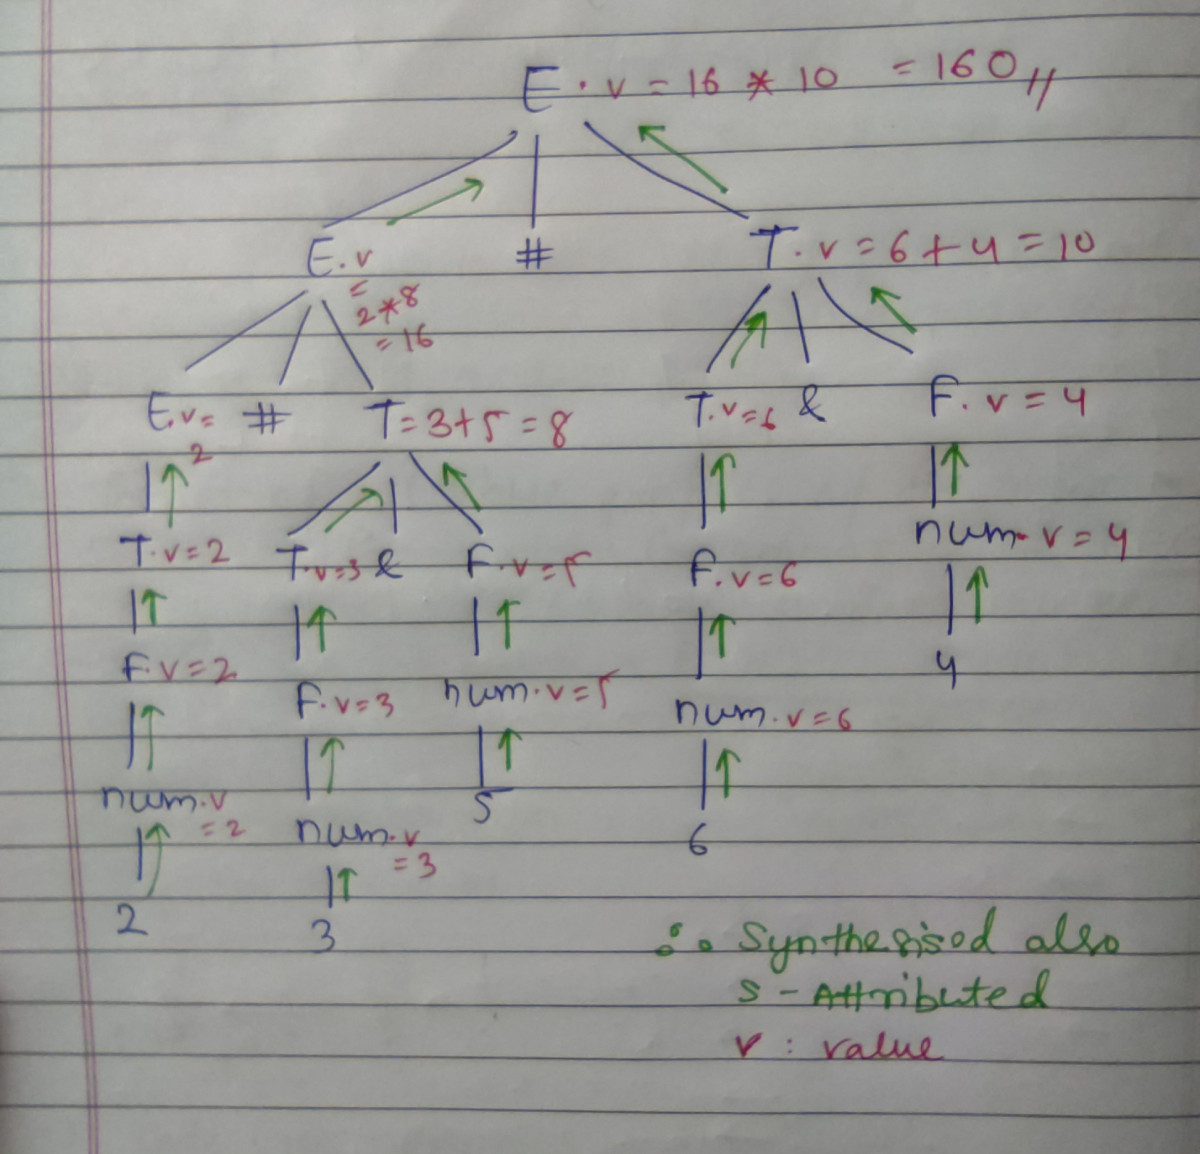 E.v = 16 * 10 = 160 //
E.v # T.v = 6 + 4 = 10
=
2*8
= 16
E.v = # T = 3+5 = 8 T.v=6 & F.v = 4
2
num. v = 4
T.v=2 T.v=3 & F.v=5 F.v=6
F.v=2 4
F.v=3 num.v=5 num.v=6
num.v 5
= 2 num.v 6
= 3
2 3
∴ Synthesised also
S - Attributed
v : value